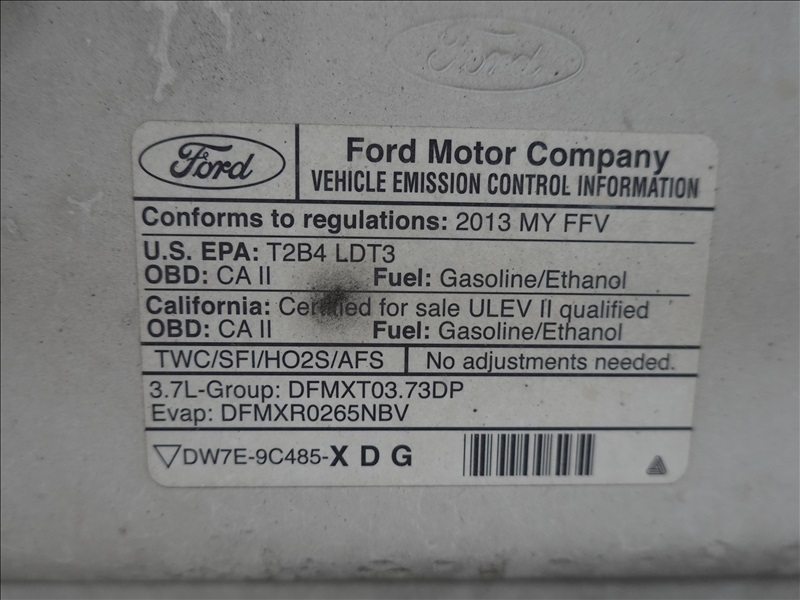 Ford
Ford
Ford Motor Company
VEHICLE EMISSION CONTROL INFORMATION
Conforms to regulations: 2013 MY FFV
U.S. EPA: T2B4 LDT3
OBD: CA II Fuel: Gasoline/Ethanol
California: Certified for sale ULEV II qualified
OBD: CA II Fuel: Gasoline/Ethanol
TWC/SFI/HO2S/AFS No adjustments needed.
3.7L-Group: DFMXT03.73DP
Evap: DFMXR0265NBV
DW7E-9C485-X D G